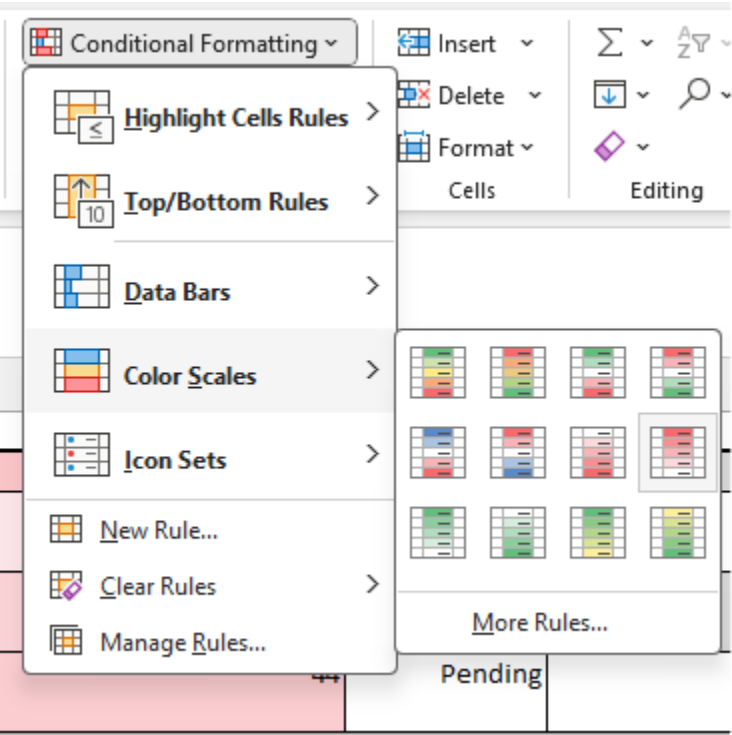 Conditional Formatting
Insert
Delete
Format
Cells
Editing
Highlight Cells Rules
Top/Bottom Rules
10
Data Bars
Color Scales
Icon Sets
New Rule...
Clear Rules
Manage Rules...
More Rules...
Pending